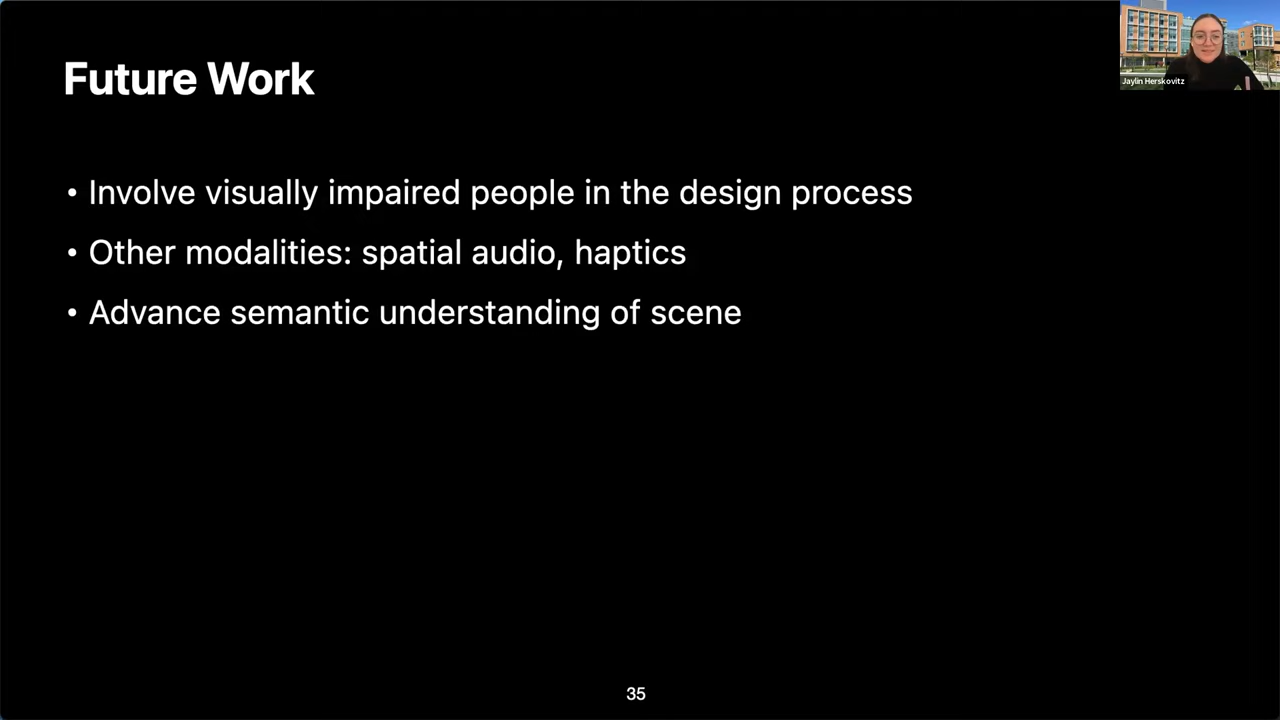 Future Work
Jaylin Herskovitz
• Involve visually impaired people in the design process
• Other modalities: spatial audio, haptics
• Advance semantic understanding of scene
35